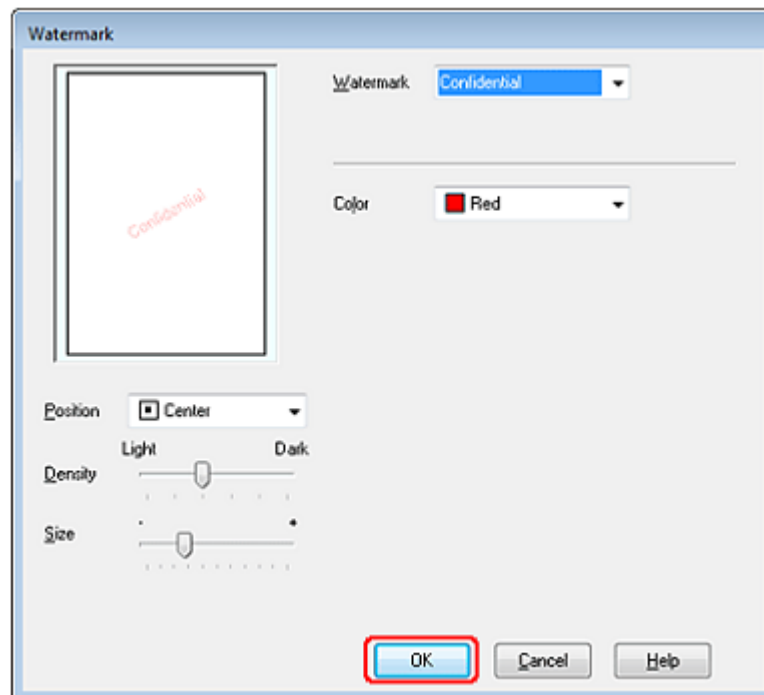 Watermark
Watermark Confidential
Confidential
Color Red
Position Center
Light Dark
Density
Size
OK Cancel Help